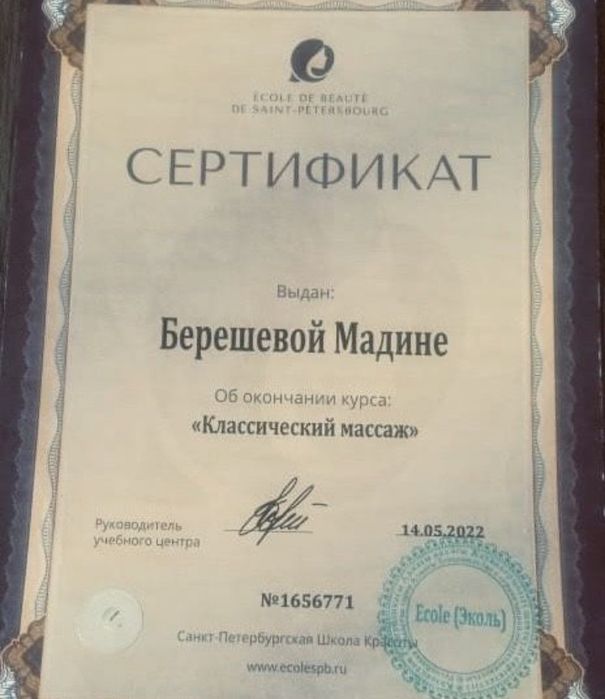 ECOLE DE BEAUTÉ
DE SAINT-PÉTERSBOURG
СЕРТИФИКАТ
Выдан:
Берешевой Мадине
Об окончании курса:
«Классический массаж»
Руководитель
учебного центра
14.05.2022
№1656771
Ecole (Эколь)
Санкт-Петербургская Школа Красоты
www.ecolespb.ru